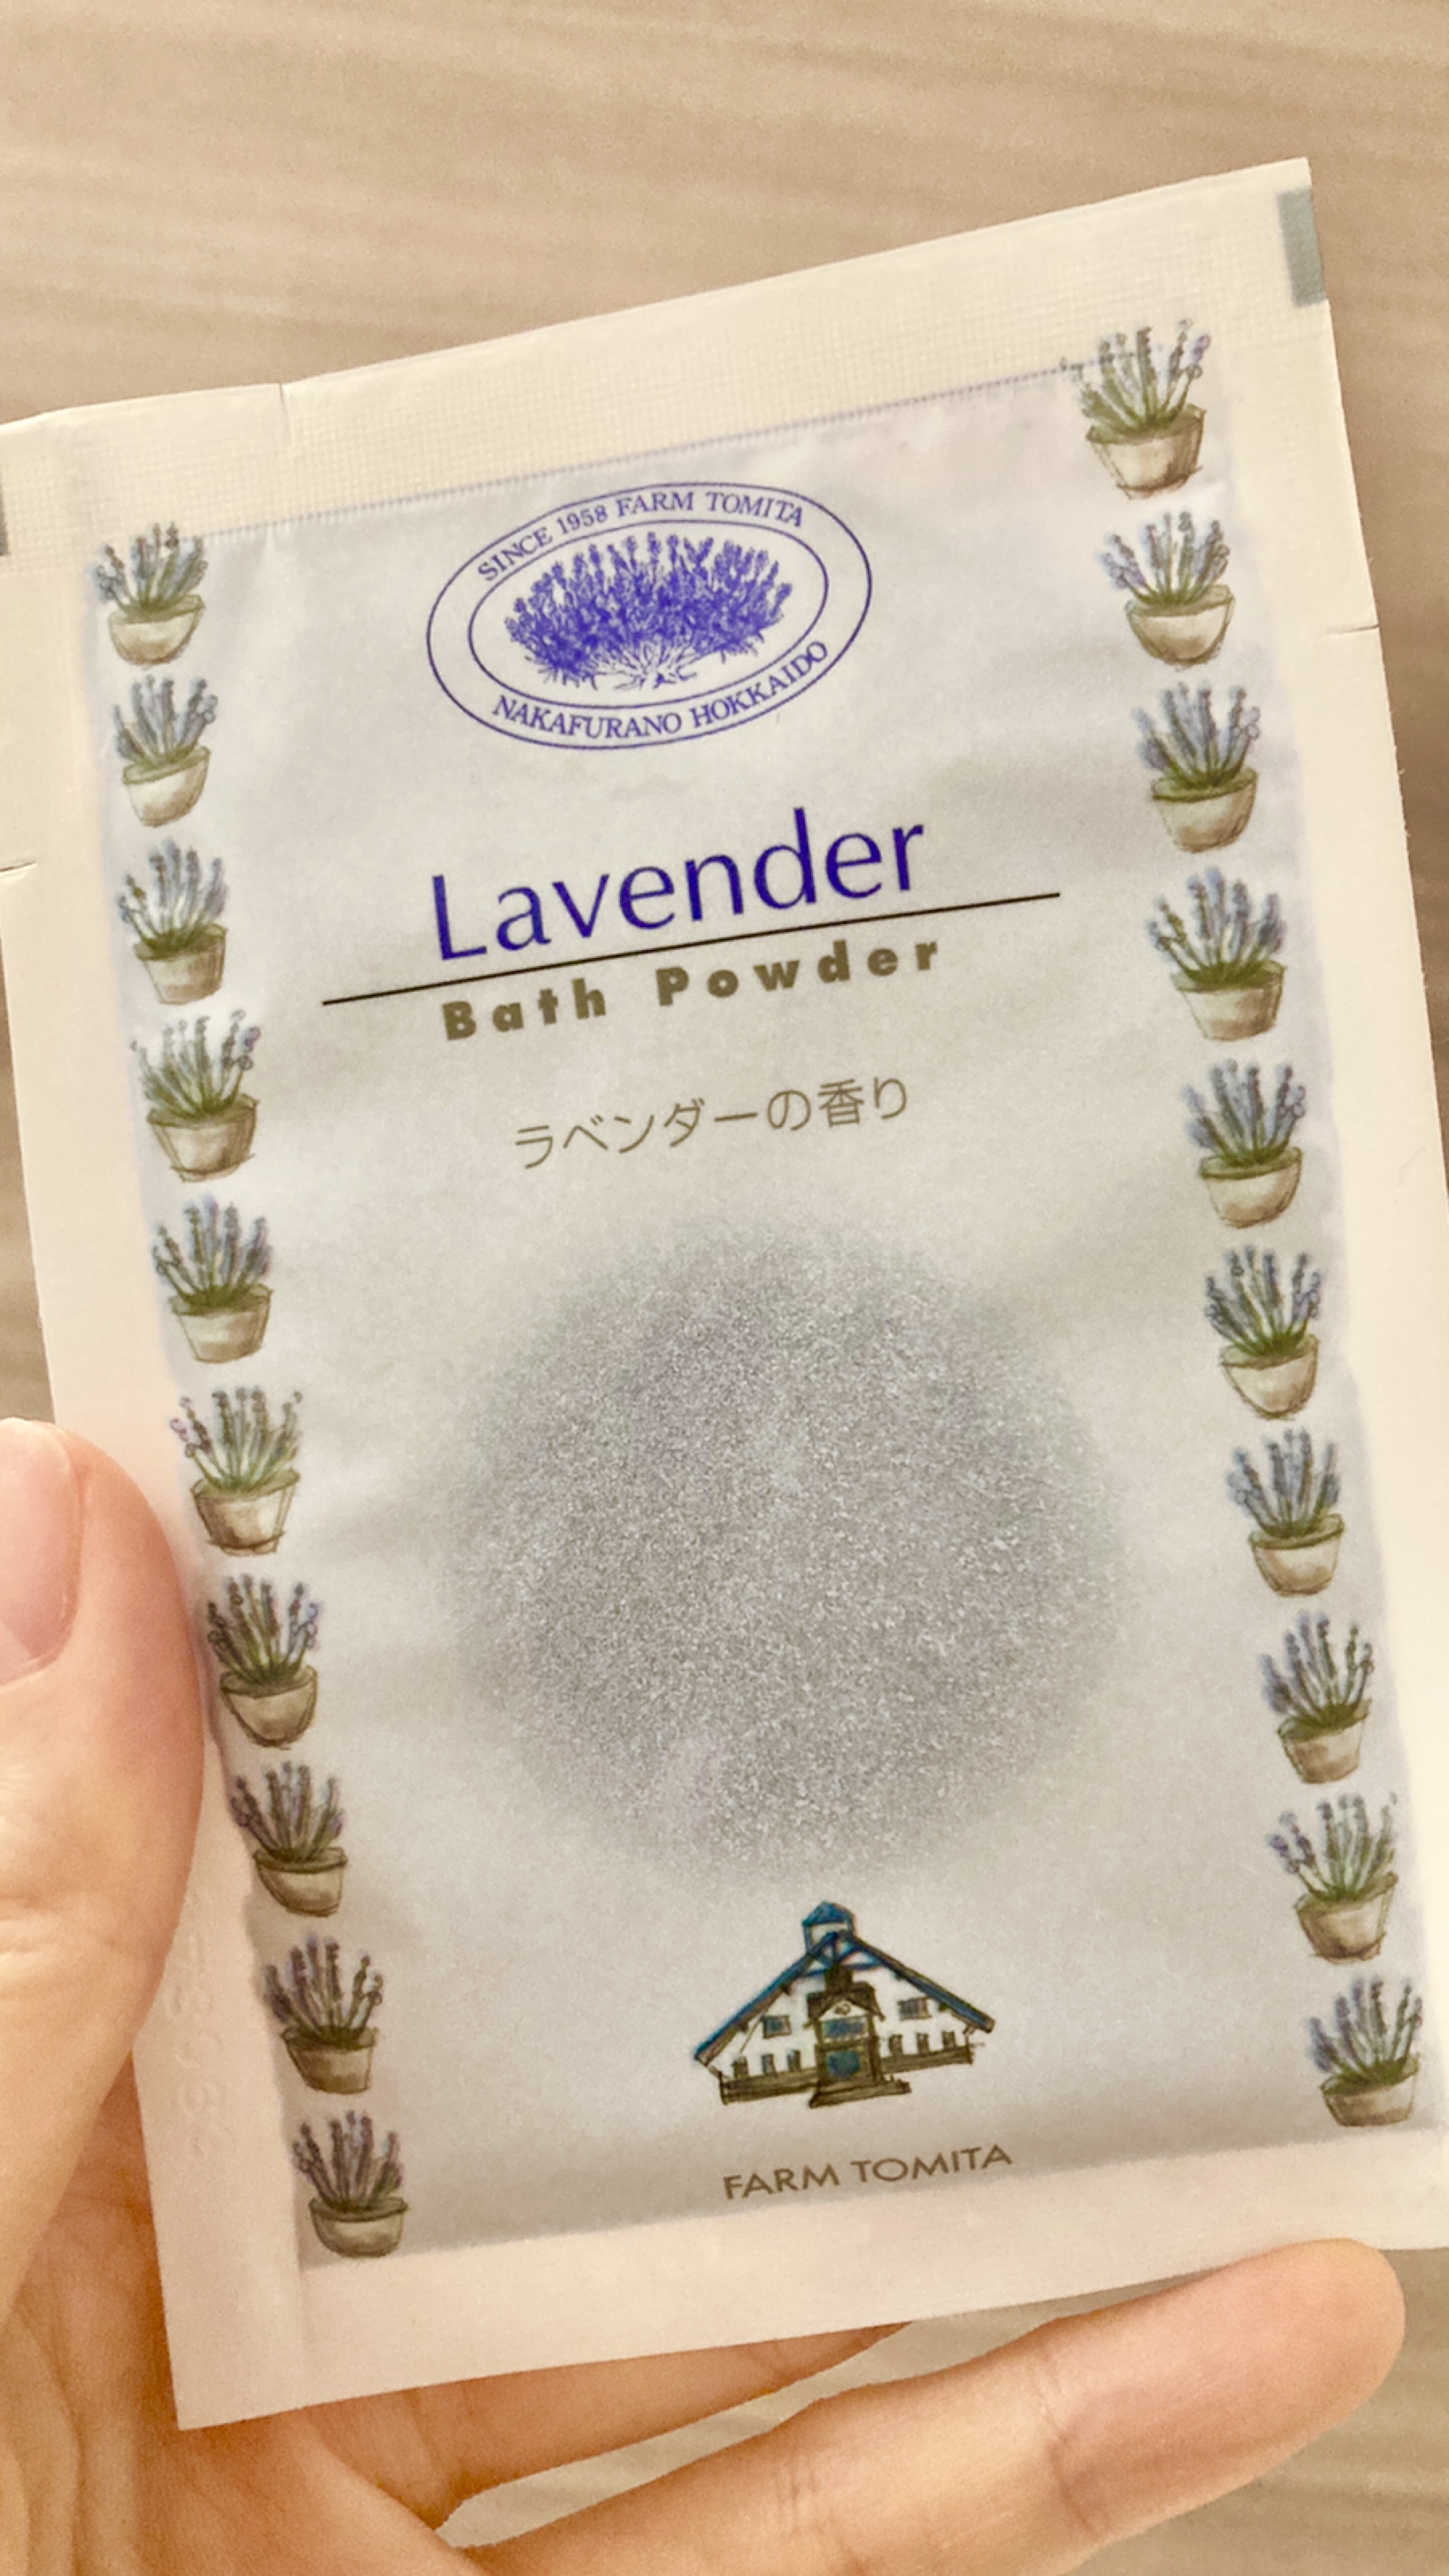 SINCE 1958 FARM TOMITA
NAKAFURANO HOKKAIDO
Lavender
Bath Powder
ラベンダーの香り
FARM TOMITA